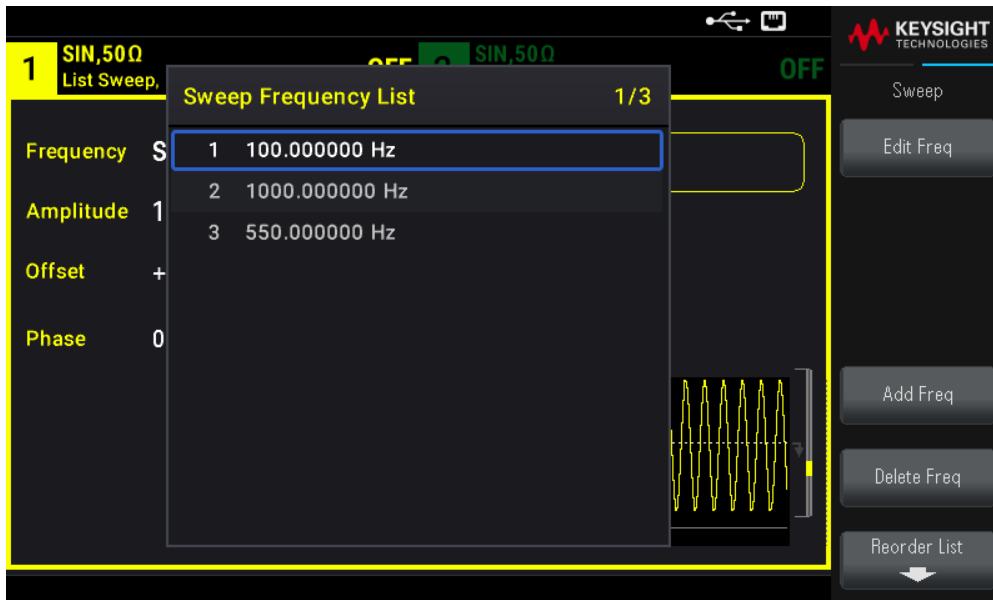 KEYSIGHT
TECHNOLOGIES
1 SIN,50Ω
List Sweep,
OFF
SIN,50Ω
OFF
Sweep
Sweep Frequency List 1/3
Frequency S
1 100.000000 Hz
Edit Freq
2 1000.000000 Hz
Amplitude 1
3 550.000000 Hz
Offset +
Phase 0
Add Freq
Delete Freq
Reorder List